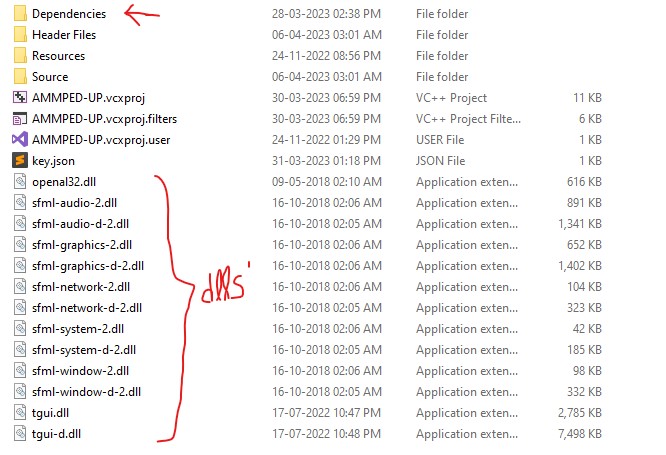 Dependencies 28-03-2023 02:38 PM File folder
Header Files 06-04-2023 03:01 AM File folder
Resources 24-11-2022 08:56 PM File folder
Source 06-04-2023 03:01 AM File folder
AMMPED-UP.vcxproj 30-03-2023 06:59 PM VC++ Project 11 KB
AMMPED-UP.vcxproj.filters 30-03-2023 06:59 PM VC++ Project Filte... 6 KB
AMMPED-UP.vcxproj.user 24-11-2022 01:29 PM USER File 1 KB
key.json 31-03-2023 01:18 PM JSON File 1 KB
openal32.dll 09-05-2018 02:10 AM Application exten... 616 KB
sfml-audio-2.dll 16-10-2018 02:06 AM Application exten... 891 KB
sfml-audio-d-2.dll 16-10-2018 02:05 AM Application exten... 1,341 KB
sfml-graphics-2.dll 16-10-2018 02:06 AM Application exten... 652 KB
sfml-graphics-d-2.dll 16-10-2018 02:05 AM Application exten... 1,402 KB
sfml-network-2.dll 16-10-2018 02:06 AM Application exten... 104 KB
dlls'
sfml-network-d-2.dll 16-10-2018 02:05 AM Application exten... 323 KB
sfml-system-2.dll 16-10-2018 02:06 AM Application exten... 42 KB
sfml-system-d-2.dll 16-10-2018 02:05 AM Application exten... 185 KB
sfml-window-2.dll 16-10-2018 02:06 AM Application exten... 98 KB
sfml-window-d-2.dll 16-10-2018 02:05 AM Application exten... 332 KB
tgui.dll 17-07-2022 10:47 PM Application exten... 2,785 KB
tgui-d.dll 17-07-2022 10:48 PM Application exten... 7,498 KB